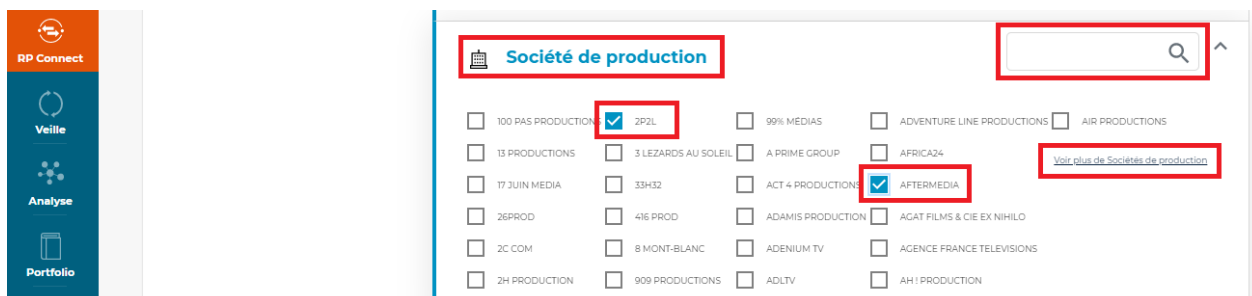 RP Connect
Veille
Analyse
Portfolio
Société de production
100 PAS PRODUCTIONS
2P2L
99% MÉDIAS
ADVENTURE LINE PRODUCTIONS
AIR PRODUCTIONS
13 PRODUCTIONS
3 LEZARDS AU SOLEIL
A PRIME GROUP
AFRICA24
Voir plus de Sociétés de production
17 JUIN MEDIA
33H32
ACT 4 PRODUCTIONS
AFTERMEDIA
26PROD
416 PROD
ADAMIS PRODUCTION
AGAT FILMS & CIE EX NIHILO
2C COM
8 MONT-BLANC
ADENIUM TV
AGENCE FRANCE TELEVISIONS
2H PRODUCTION
909 PRODUCTIONS
ADLTV
AH ! PRODUCTION